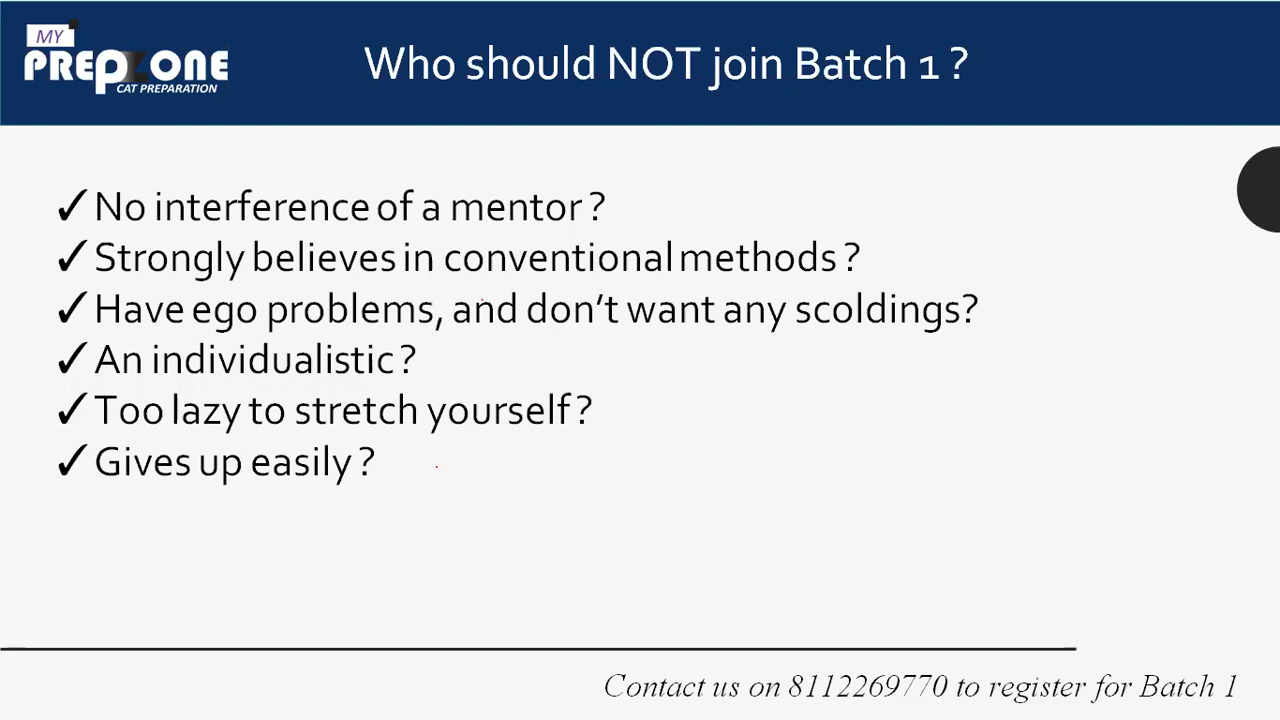 MY
PREPZONE
CAT PREPARATION
Who should NOT join Batch 1 ?
✓No interference of a mentor ?
✓Strongly believes in conventional methods ?
✓Have ego problems, and don’t want any scoldings?
✓An individualistic ?
✓Too lazy to stretch yourself ?
✓Gives up easily ?
Contact us on 8112269770 to register for Batch 1